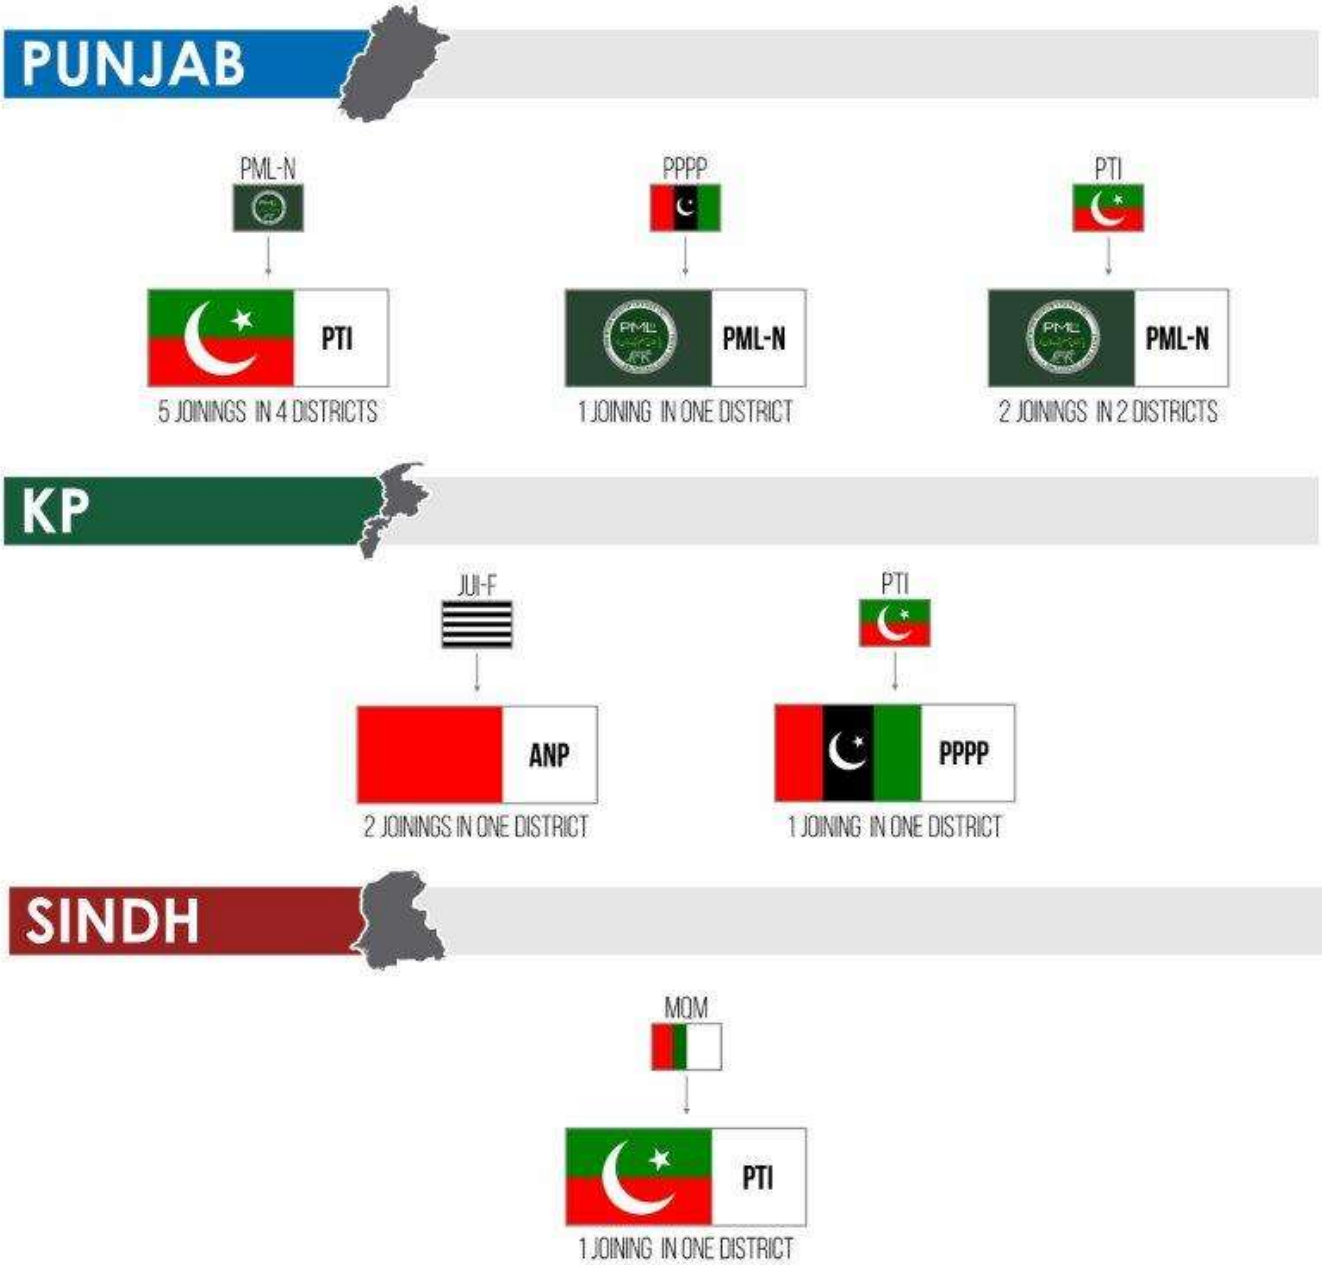 PUNJAB
PML-N
PPPP
PTI
PTI
PML-N
PML-N
5 JOININGS IN 4 DISTRICTS
1 JOINING IN ONE DISTRICT
2 JOININGS IN 2 DISTRICTS
KP
JUI-F
PTI
ANP
PPPP
2 JOININGS IN ONE DISTRICT
1 JOINING IN ONE DISTRICT
SINDH
MQM
PTI
1 JOINING IN ONE DISTRICT